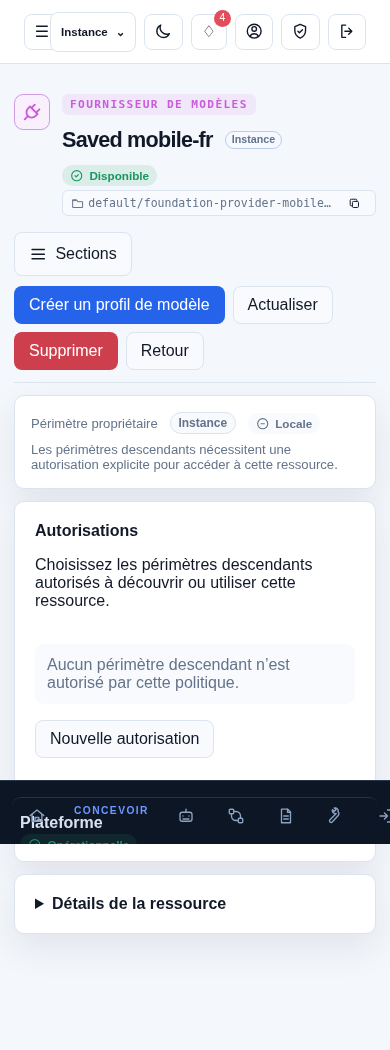 Instance
4
FOURNISSEUR DE MODÈLES
Saved mobile-fr Instance
Disponible
default/foundation-provider-mobile…
Sections
Créer un profil de modèle Actualiser
Supprimer Retour
Périmètre propriétaire Instance Locale
Les périmètres descendants nécessitent une
autorisation explicite pour accéder à cette ressource.
Autorisations
Choisissez les périmètres descendants
autorisés à découvrir ou utiliser cette
ressource.
Aucun périmètre descendant n’est
autorisé par cette politique.
Nouvelle autorisation
CONCEVOIR
Plateforme
Opérationnelle
Détails de la ressource